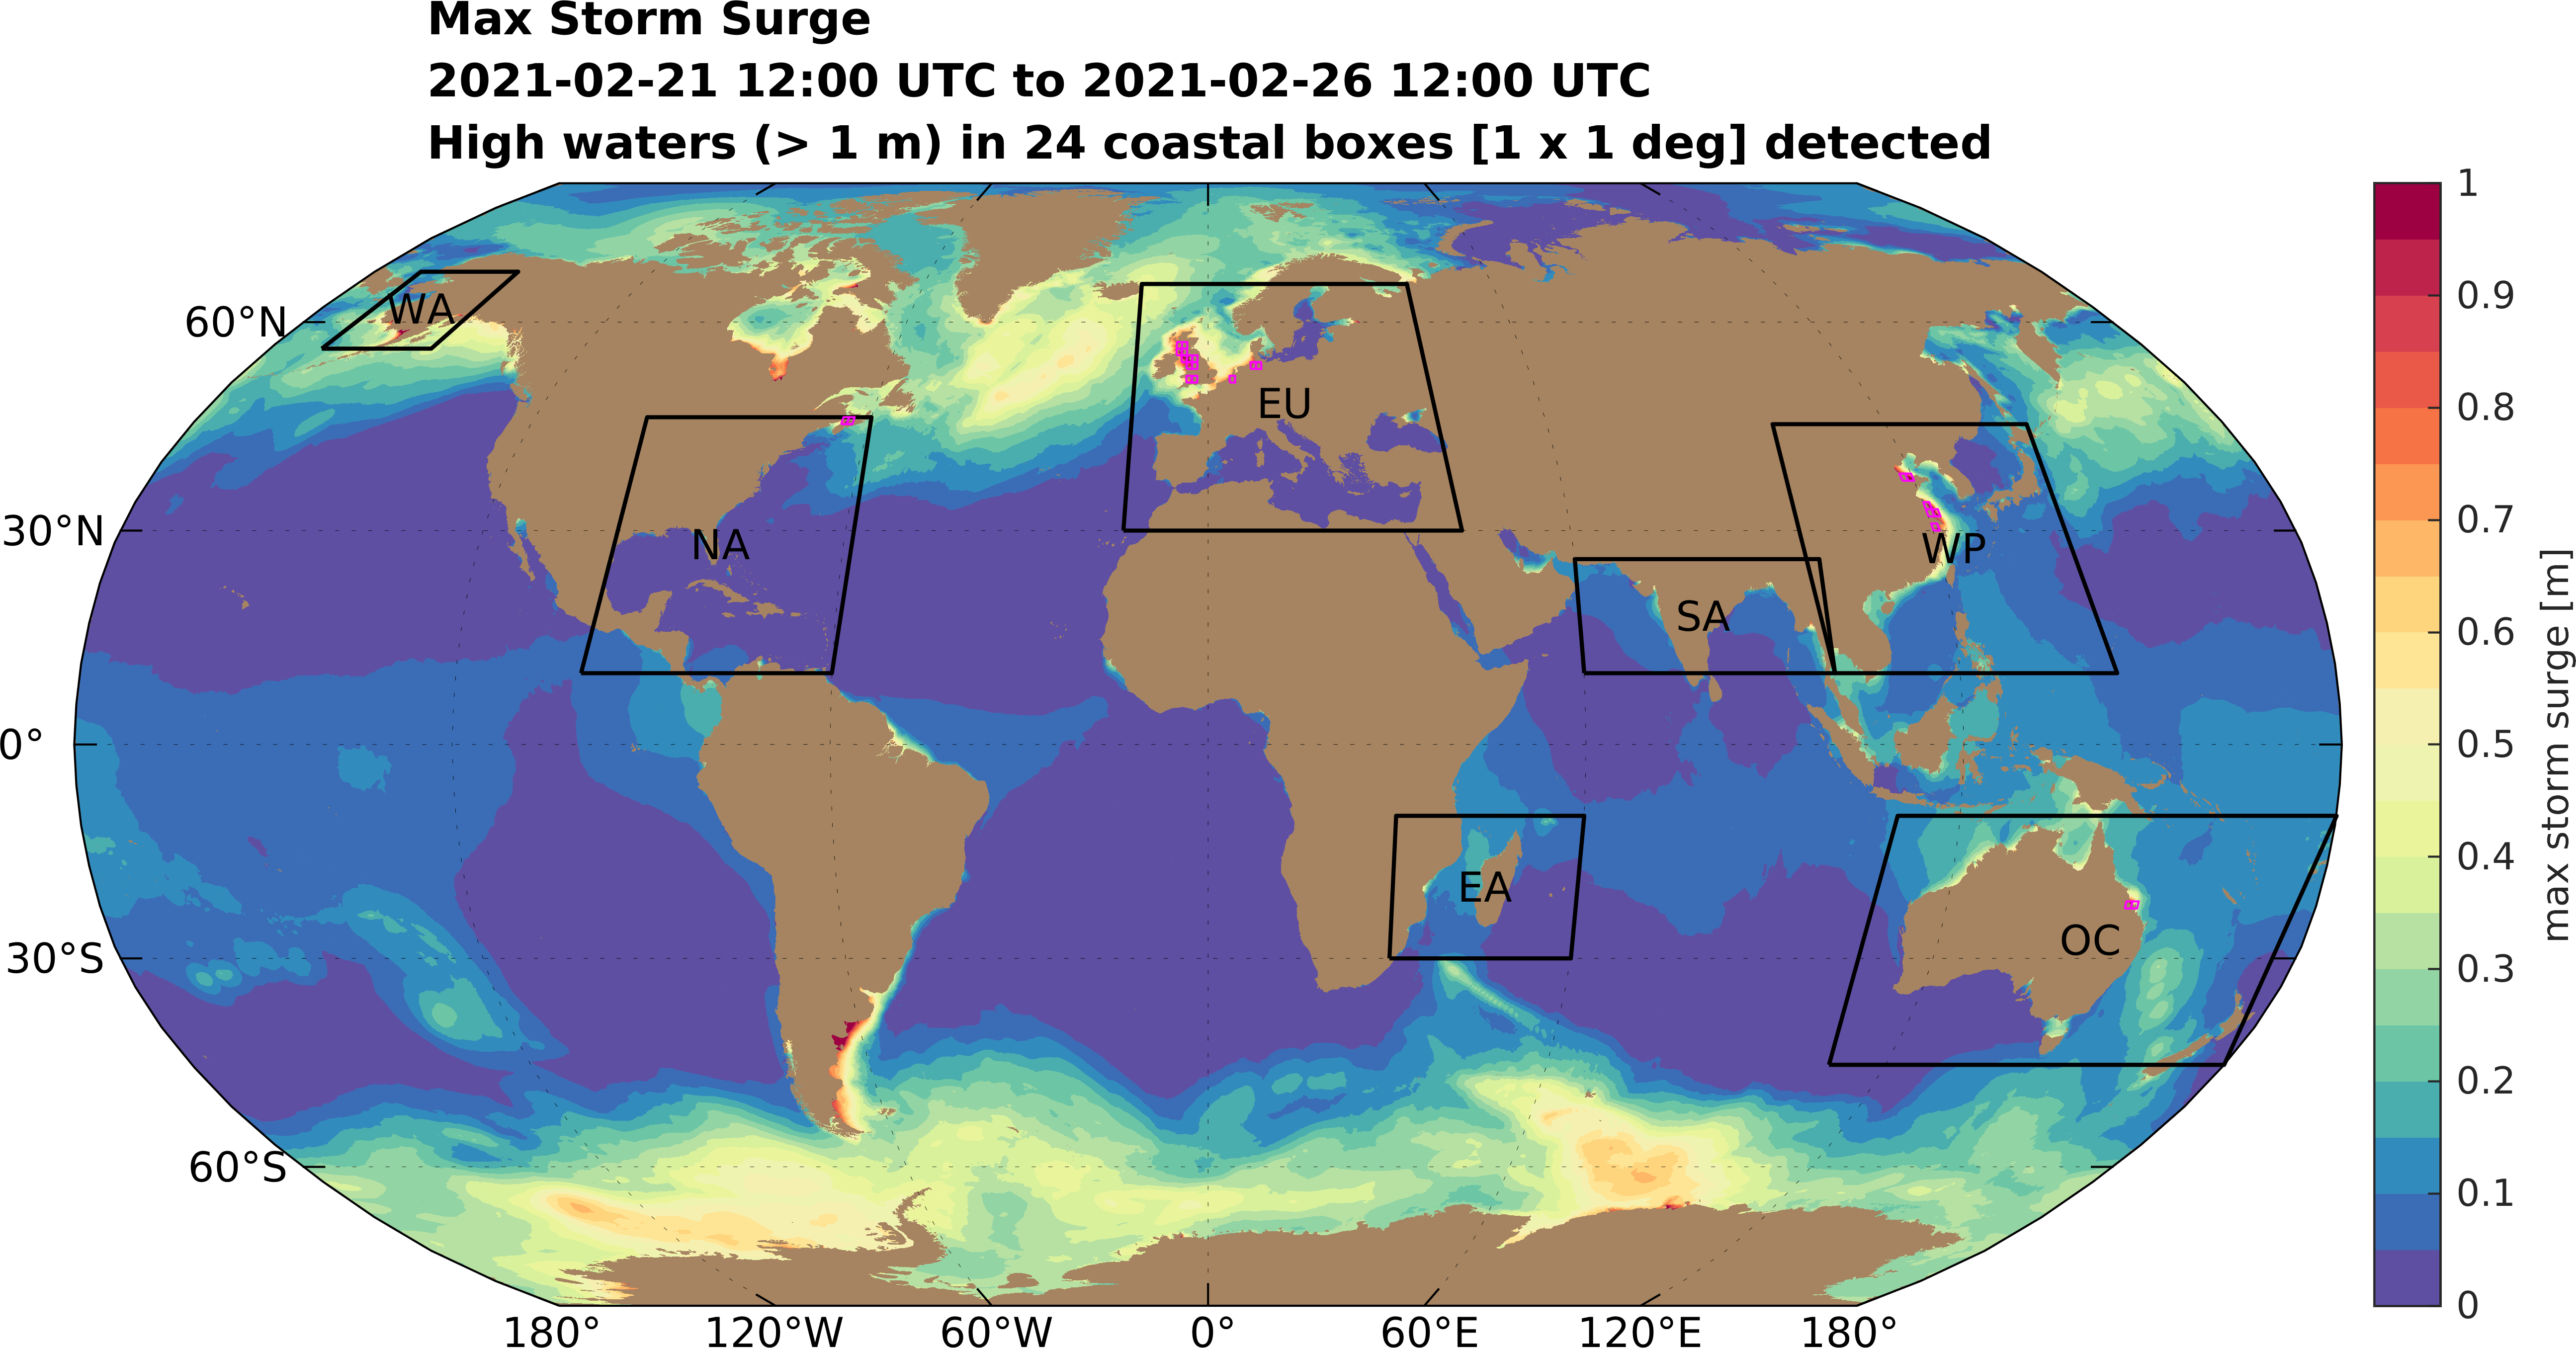 Max Storm Surge
2021-02-21 12:00 UTC to 2021-02-26 12:00 UTC
High waters (> 1 m) in 24 coastal boxes [1 x 1 deg] detected
60°N
30°N
0°
30°S
60°S
WA
NA
EU
SA
WP
EA
OC
180°
120°W
60°W
0°
60°E
120°E
180°
1
0.9
0.8
0.7
0.6
0.5
0.4
0.3
0.2
0.1
0
max storm surge [m]